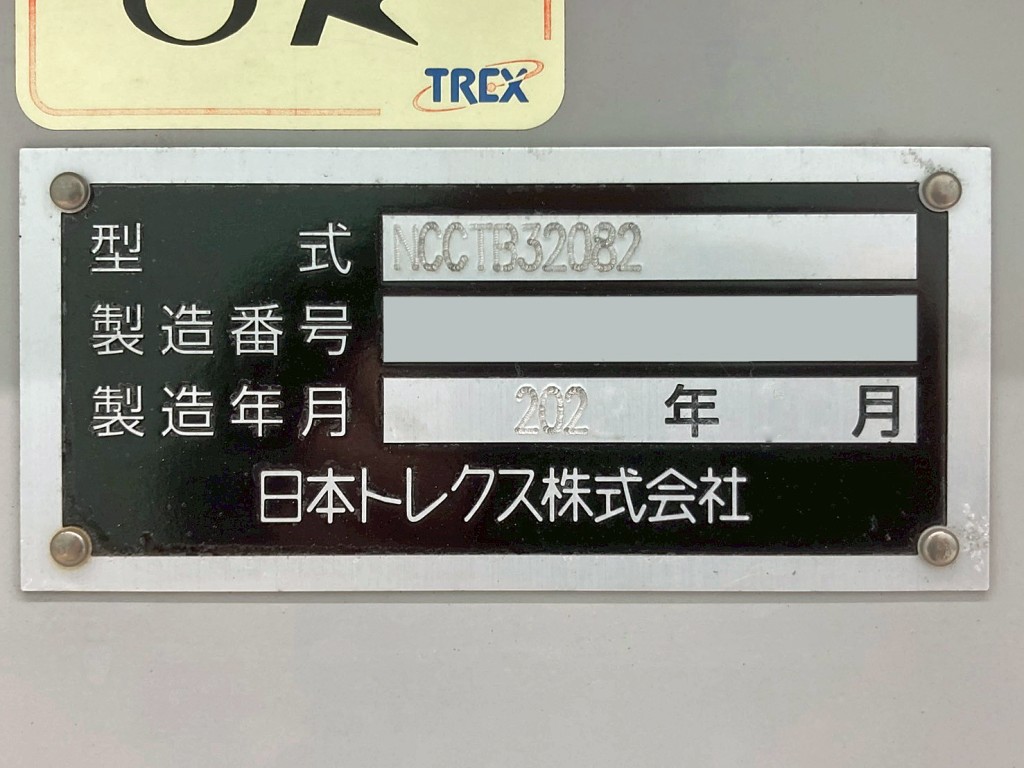 OK
TREX
型式 NCCTB32082
製造番号
製造年月 202 年 月
日本トレクス株式会社